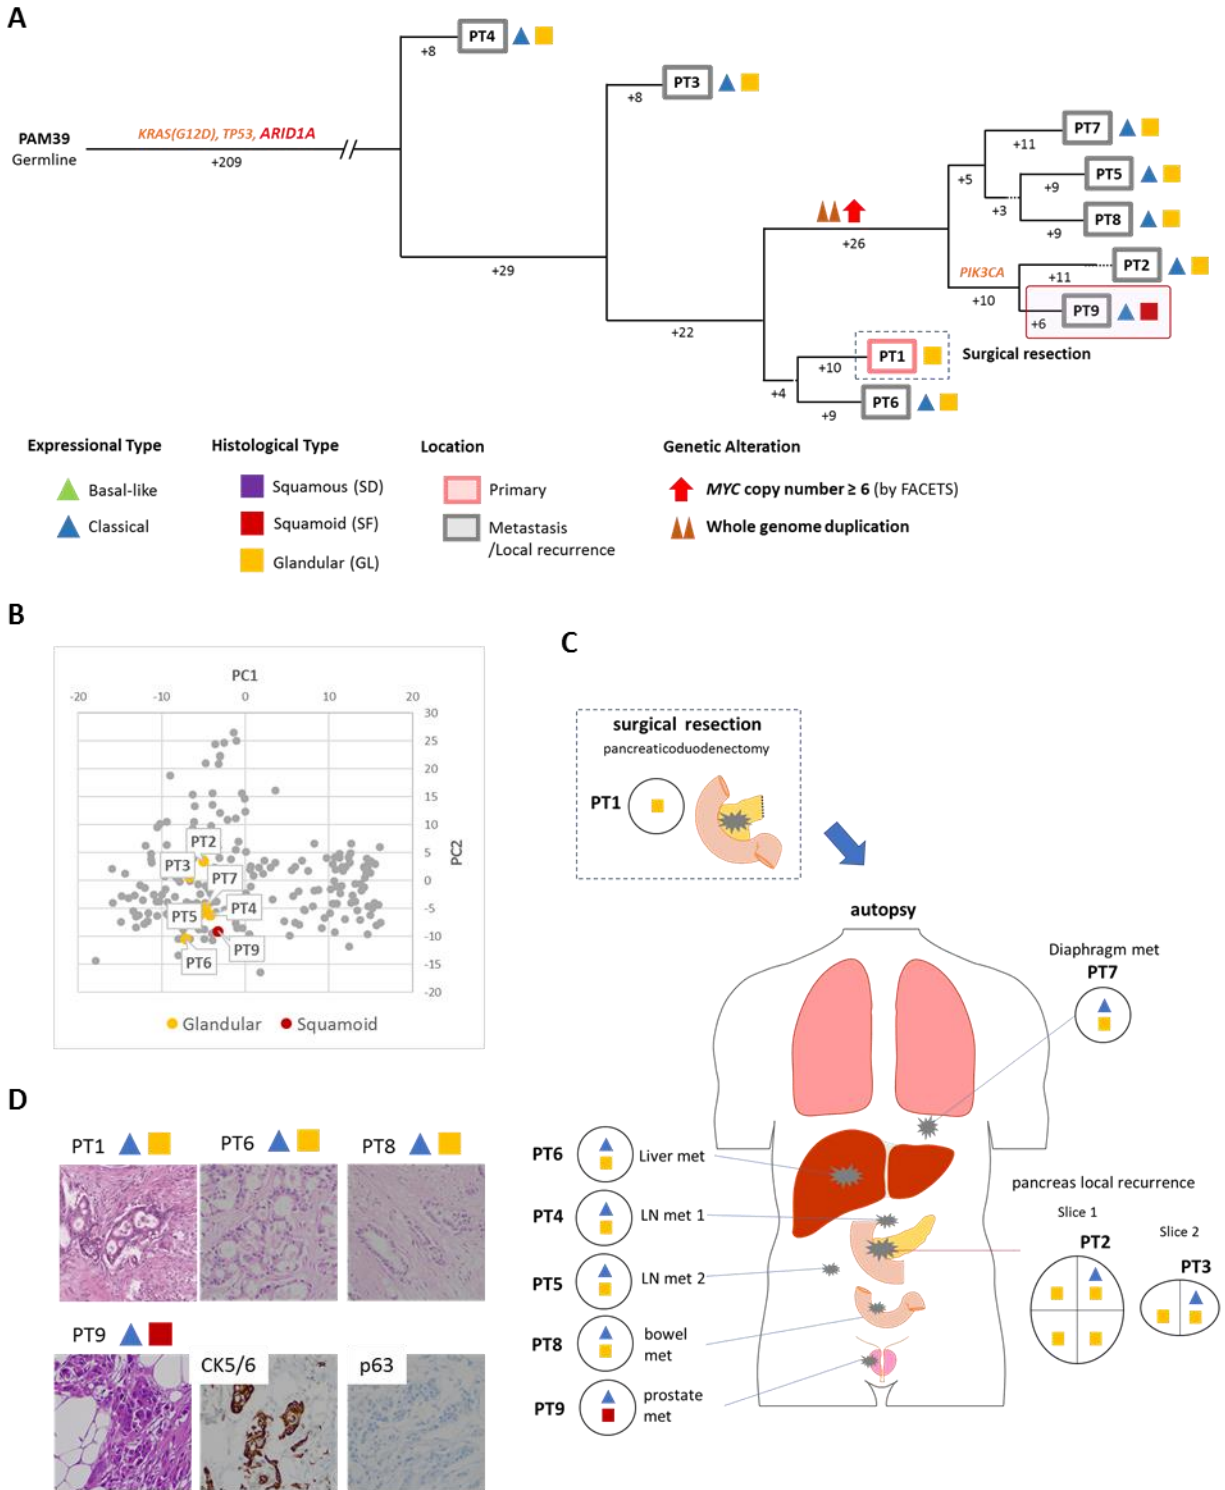 A
PT4
+8
PT3
+8
PAM39
Germline
KRAS(G12D), TP53, ARID1A
+209
+29
+22
+26
PT7
+11
+5
PT5
+9
+3
PT8
+9
PIK3CA
+10
PT2
+11
PT9
+6
PT1
+10
Surgical resection
+4
PT6
+9
Expressional Type
Basal-like
Classical
Histological Type
Squamous (SD)
Squamoid (SF)
Glandular (GL)
Location
Primary
Metastasis
/Local recurrence
Genetic Alteration
MYC copy number ≥ 6 (by FACETS)
Whole genome duplication
B
PC1
-20 -10 0 10 20
30
25
20
15
10
5
0
-5
-10
-15
-20
PC2
PT2
PT3
PT7
PT4
PT5
PT9
PT6
Glandular Squamoid
C
surgical resection
pancreaticoduodenectomy
PT1
autopsy
Diaphragm met
PT7
PT6 Liver met
PT4 LN met 1
PT5 LN met 2
PT8 bowel
met
PT9 prostate
met
pancreas local recurrence
Slice 1
PT2
Slice 2
PT3
D
PT1 PT6 PT8
PT9
CK5/6
p63